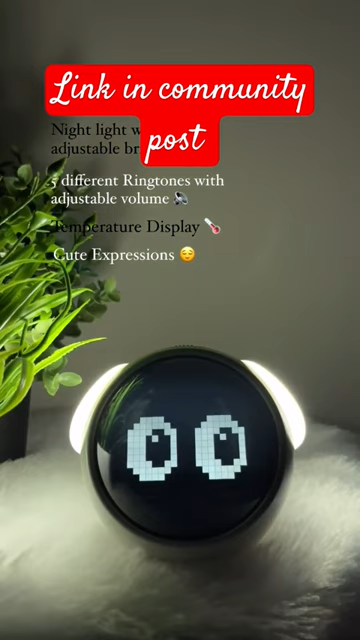 Link in community
post
Night light
adjustable
5 different Ringtones with
adjustable volume 🔊
Temperature Display 🌡️
Cute Expressions 😌